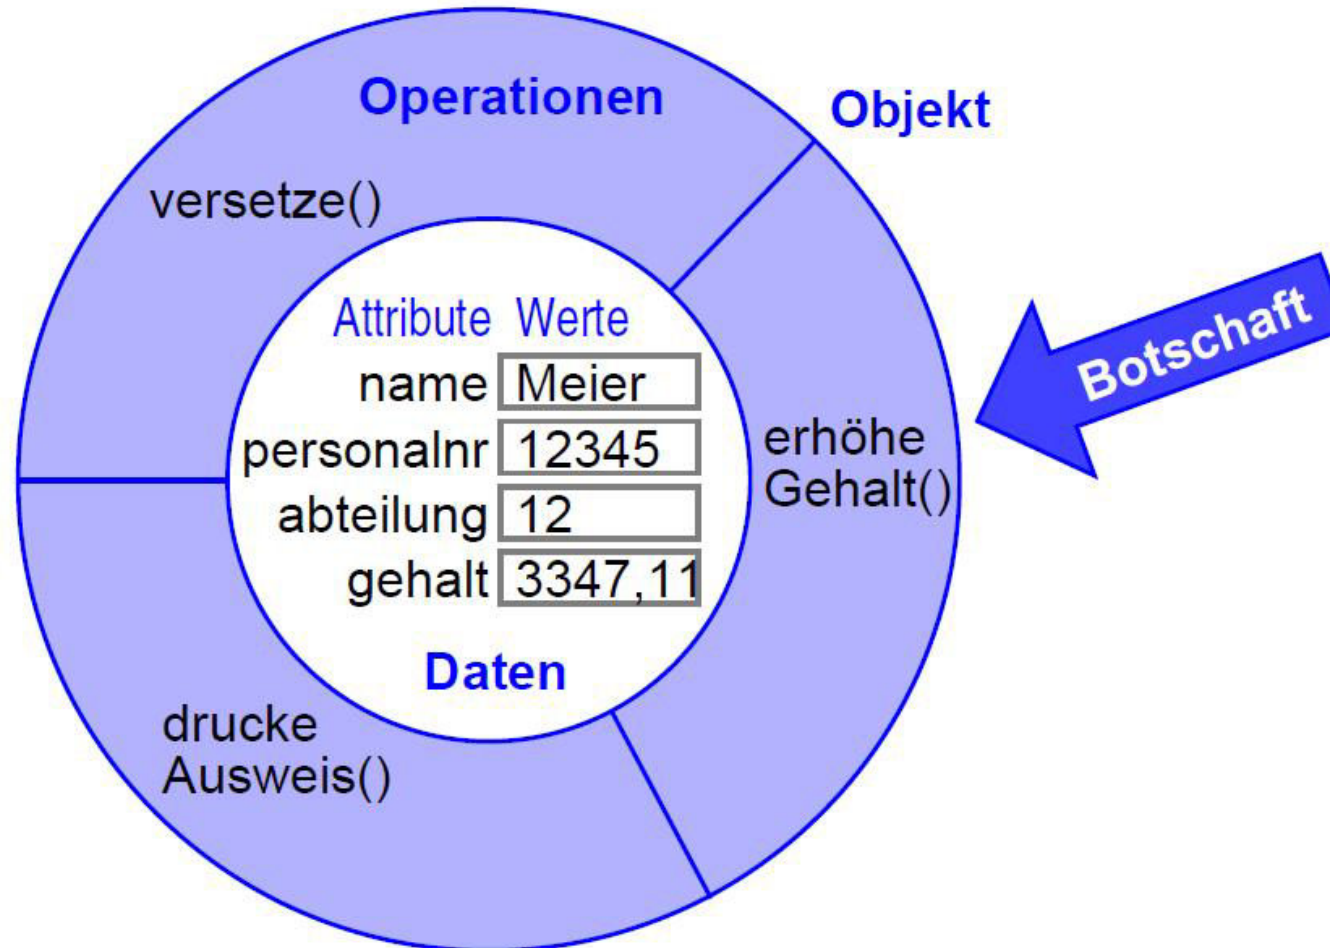 Operationen
Objekt
versetze()
Botschaft
Attribute Werte
name Meier
personalnr 12345
abteilung 12
gehalt 3347,11
erhöhe
Gehalt()
Daten
drucke
Ausweis()